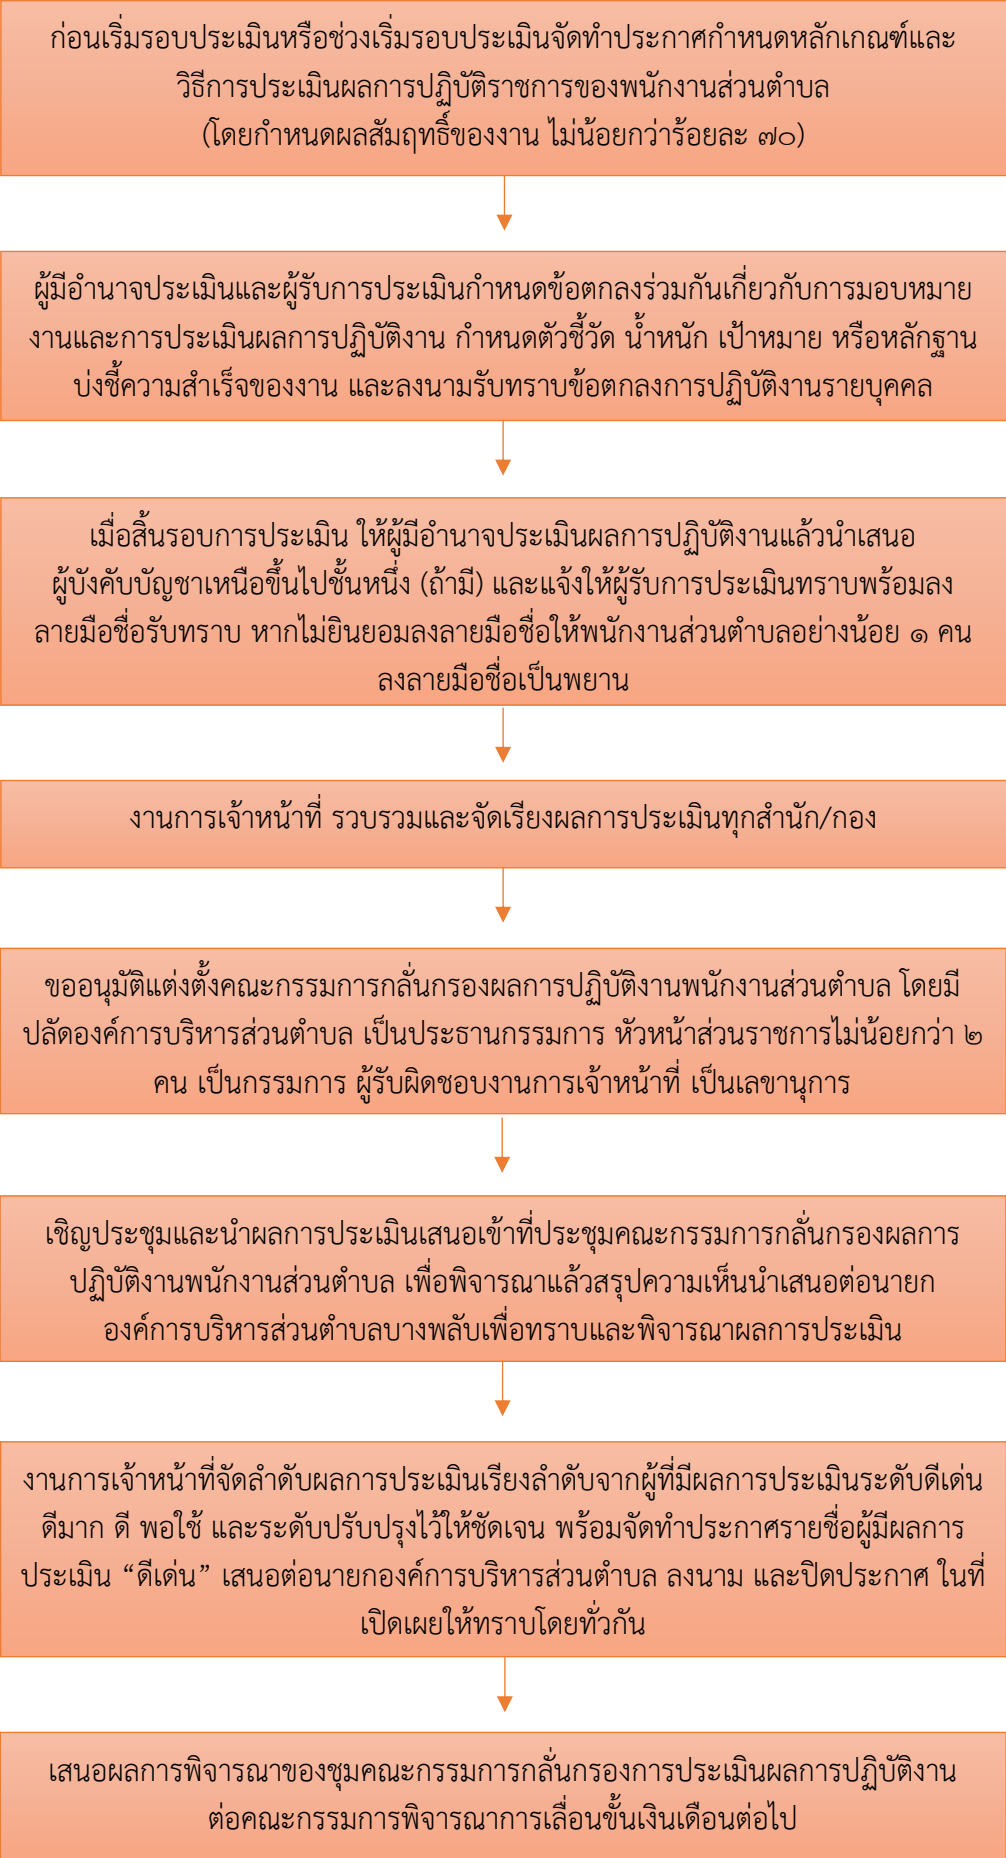 ก่อนเริ่มรอบประเมินหรือช่วงเริ่มรอบประเมินจัดทำประกาศกำหนดหลักเกณฑ์และ
วิธีการประเมินผลการปฏิบัติราชการของพนักงานส่วนตำบล
(โดยกำหนดผลสัมฤทธิ์ของงาน ไม่น้อยกว่าร้อยละ ๗๐)
ผู้มีอำนาจประเมินและผู้รับการประเมินกำหนดข้อตกลงร่วมกันเกี่ยวกับการมอบหมาย
งานและการประเมินผลการปฏิบัติงาน กำหนดตัวชี้วัด น้ำหนัก เป้าหมาย หรือหลักฐาน
บ่งชี้ความสำเร็จของงาน และลงนามรับทราบข้อตกลงการปฏิบัติงานรายบุคคล
เมื่อสิ้นรอบการประเมิน ให้ผู้มีอำนาจประเมินผลการปฏิบัติงานแล้วนำเสนอ
ผู้บังคับบัญชาเหนือขึ้นไปชั้นหนึ่ง (ถ้ามี) และแจ้งให้ผู้รับการประเมินทราบพร้อมลง
ลายมือชื่อรับทราบ หากไม่ยินยอมลงลายมือชื่อให้พนักงานส่วนตำบลอย่างน้อย ๑ คน
ลงลายมือชื่อเป็นพยาน
งานการเจ้าหน้าที่ รวบรวมและจัดเรียงผลการประเมินทุกสำนัก/กอง
ขออนุมัติแต่งตั้งคณะกรรมการกลั่นกรองผลการปฏิบัติงานพนักงานส่วนตำบล โดยมี
ปลัดองค์การบริหารส่วนตำบล เป็นประธานกรรมการ หัวหน้าส่วนราชการไม่น้อยกว่า ๒
คน เป็นกรรมการ ผู้รับผิดชอบงานการเจ้าหน้าที่ เป็นเลขานุการ
เชิญประชุมและนำผลการประเมินเสนอเข้าที่ประชุมคณะกรรมการกลั่นกรองผลการ
ปฏิบัติงานพนักงานส่วนตำบล เพื่อพิจารณาแล้วสรุปความเห็นนำเสนอต่อนายก
องค์การบริหารส่วนตำบลบางพลับเพื่อทราบและพิจารณาผลการประเมิน
งานการเจ้าหน้าที่จัดลำดับผลการประเมินเรียงลำดับจากผู้ที่มีผลการประเมินระดับดีเด่น
ดีมาก ดี พอใช้ และระดับปรับปรุงไว้ให้ชัดเจน พร้อมจัดทำประกาศรายชื่อผู้มีผลการ
ประเมิน “ดีเด่น” เสนอต่อนายกองค์การบริหารส่วนตำบล ลงนาม และปิดประกาศ ในที่
เปิดเผยให้ทราบโดยทั่วกัน
เสนอผลการพิจารณาของชุมคณะกรรมการกลั่นกรองการประเมินผลการปฏิบัติงาน
ต่อคณะกรรมการพิจารณาการเลื่อนขั้นเงินเดือนต่อไป